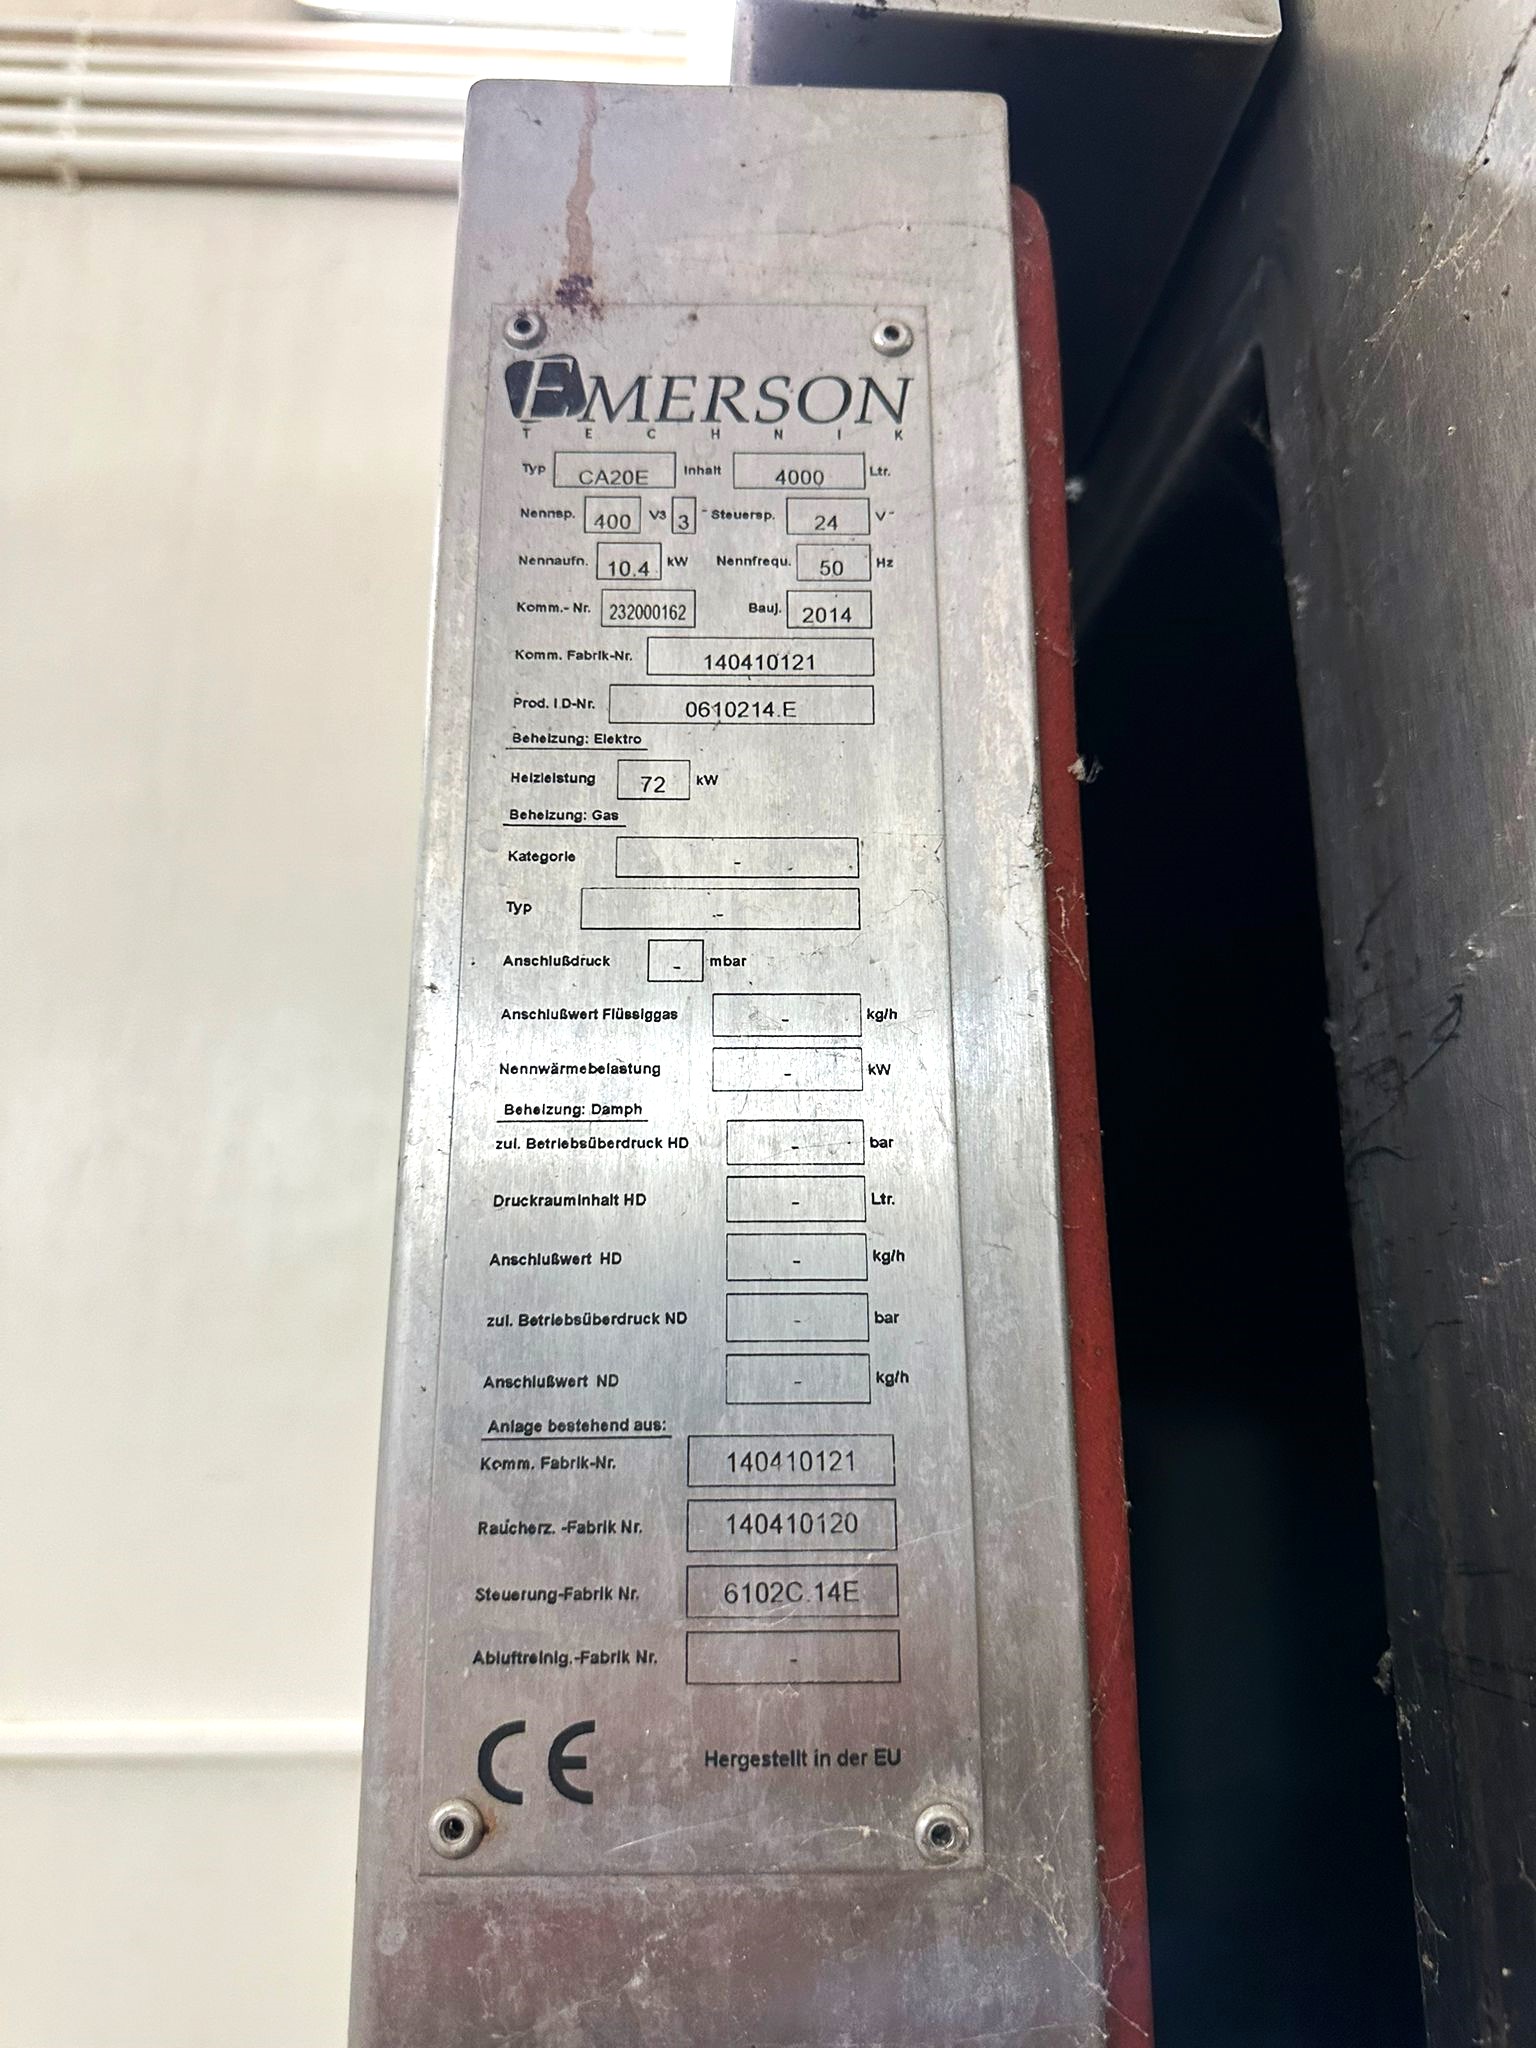 EMERSON
TECHNIK
Typ CA20E Inhalt 4000 Ltr.
Nennsp. 400 V3 3 ~ Steuersp. 24 V~
Nennaufn. 10.4 kW Nennfrequ. 50 Hz
Komm.- Nr. 232000162 Bauj. 2014
Komm. Fabrik-Nr. 140410121
Prod. I.D-Nr. 0610214.E
Beheizung: Elektro
Heizleistung 72 kW
Beheizung: Gas
Kategorie -
Typ -
Anschlußdruck - mbar
Anschlußwert Flüssiggas - kg/h
Nennwärmebelastung - kW
Beheizung: Damph
zul. Betriebsüberdruck HD - bar
Druckrauminhalt HD - Ltr.
Anschlußwert HD - kg/h
zul. Betriebsüberdruck ND - bar
Anschlußwert ND - kg/h
Anlage bestehend aus:
Komm. Fabrik-Nr. 140410121
Raucherz. -Fabrik Nr. 140410120
Steuerung-Fabrik Nr. 6102C.14E
Abluftreinig.-Fabrik Nr. -
CE Hergestellt in der EU